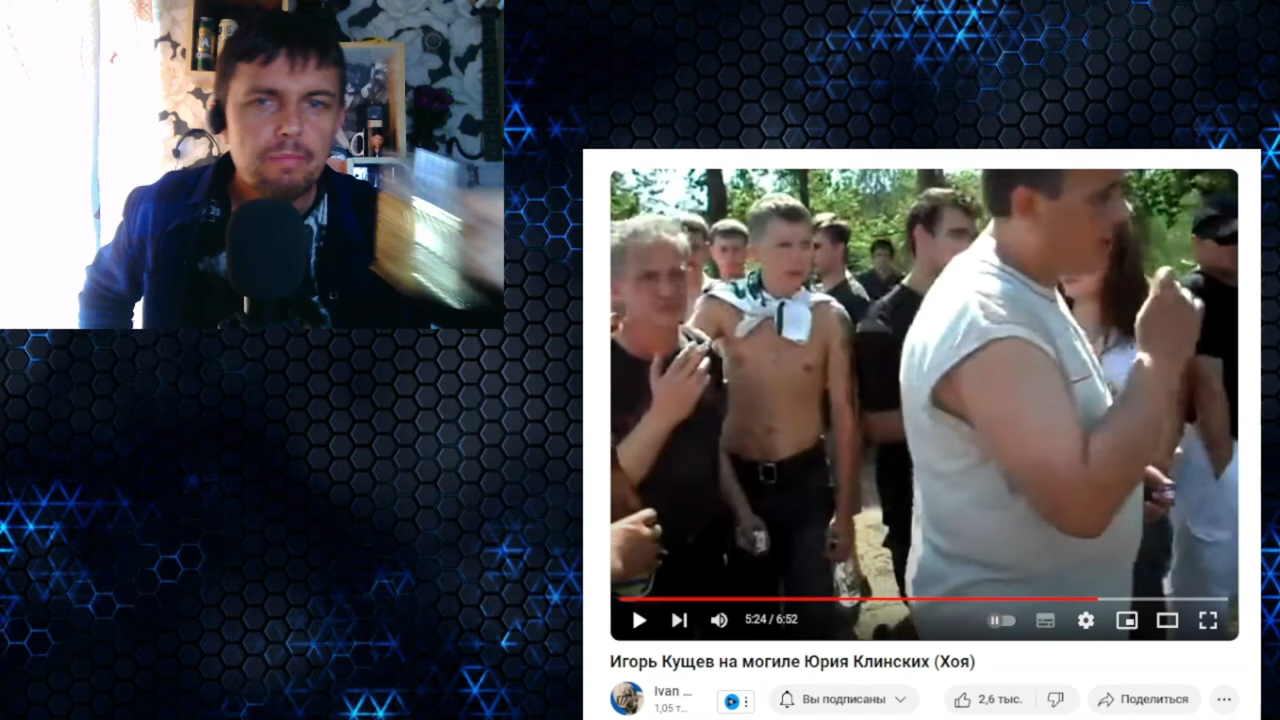 5:24 / 6:52
Игорь Кущев на могиле Юрия Клинских (Хоя)
Ivan ...
1,05 т...
Вы подписаны
2,6 тыс.
Поделиться